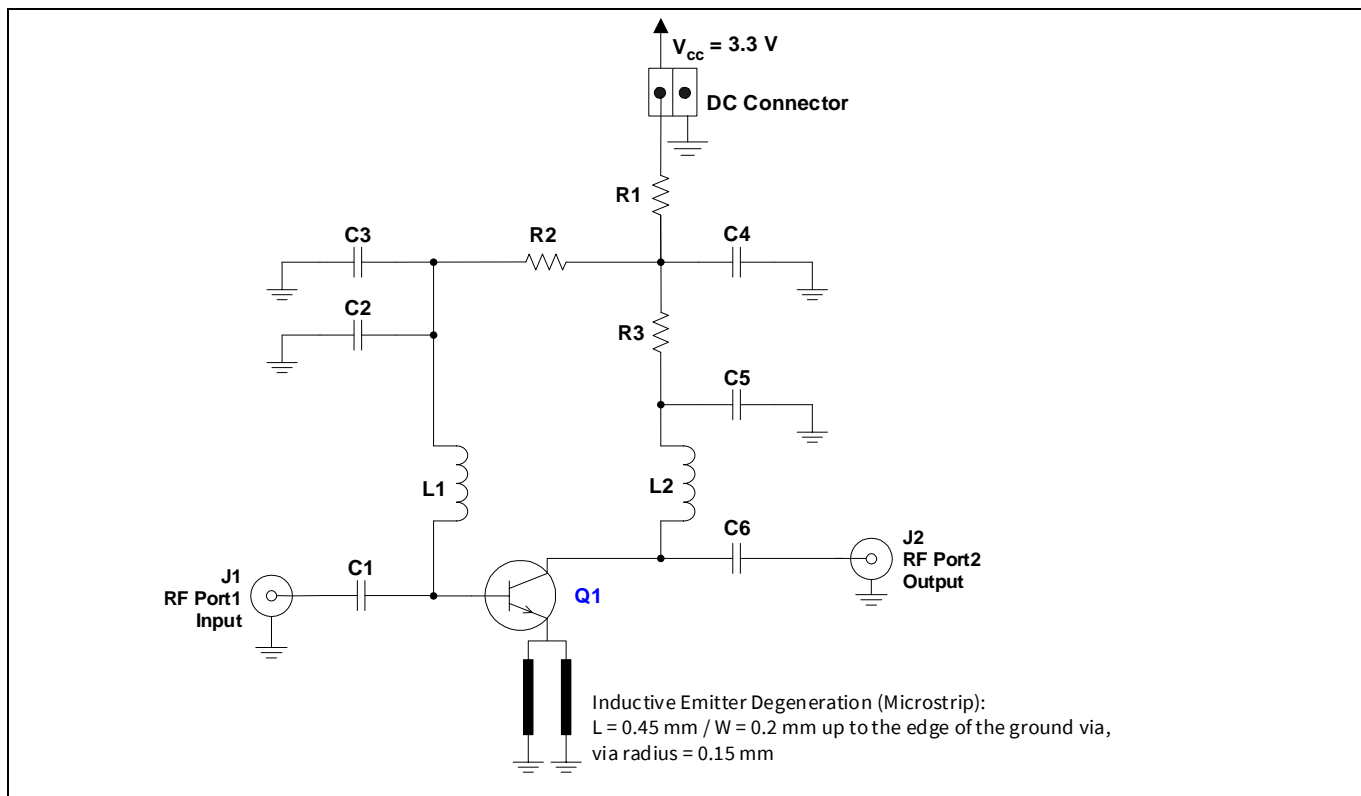 Vcc = 3.3 V
DC Connector
R1
C3
R2
C4
C2
R3
C5
L1
L2
C6
J2
RF Port2
Output
J1
RF Port1
Input
C1
Q1
Inductive Emitter Degeneration (Microstrip):
L = 0.45 mm / W = 0.2 mm up to the edge of the ground via,
via radius = 0.15 mm